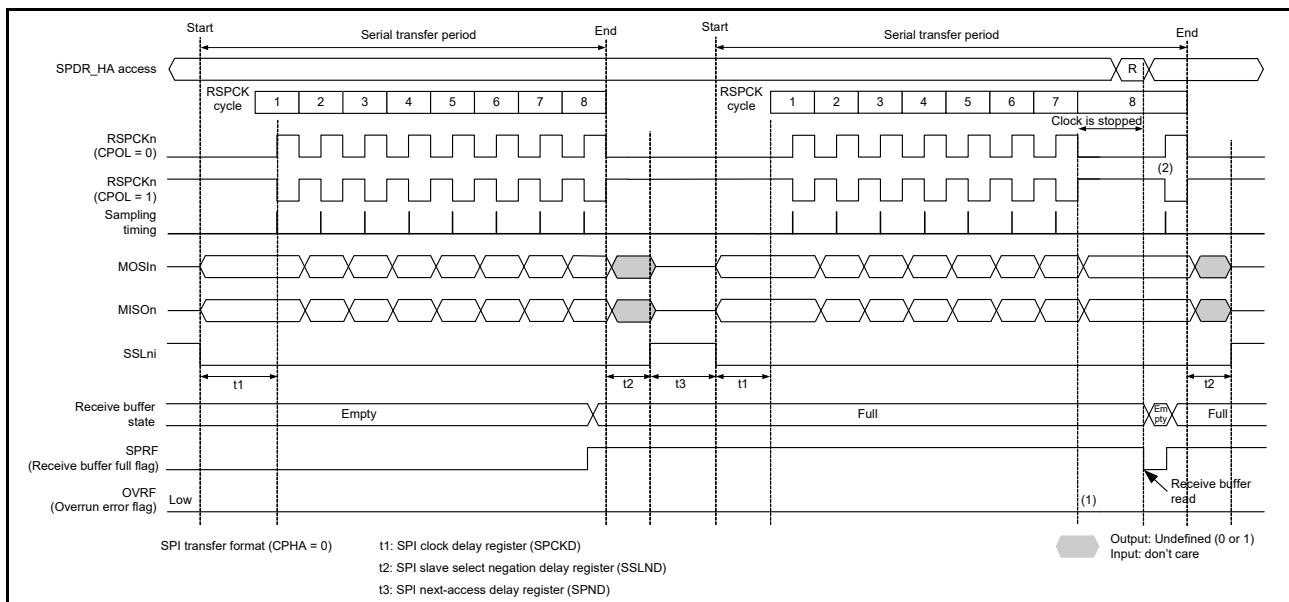 Start
Serial transfer period
End
Start
Serial transfer period
End
SPDR_HA access
R
RSPCK
cycle
1 2 3 4 5 6 7 8
RSPCK
cycle
1 2 3 4 5 6 7 8
Clock is stopped
RSPCKn
(CPOL = 0)
(2)
RSPCKn
(CPOL = 1)
Sampling
timing
MOSIn
MISOn
SSLni
t1
t2
t3
t1
t2
Receive buffer
state
Empty
Full
Em
pty
Full
SPRF
(Receive buffer full flag)
Receive buffer
read
OVRF
(Overrun error flag)
Low
(1)
SPI transfer format (CPHA = 0)
t1: SPI clock delay register (SPCKD)
t2: SPI slave select negation delay register (SSLND)
t3: SPI next-access delay register (SPND)
Output: Undefined (0 or 1)
Input: don't care